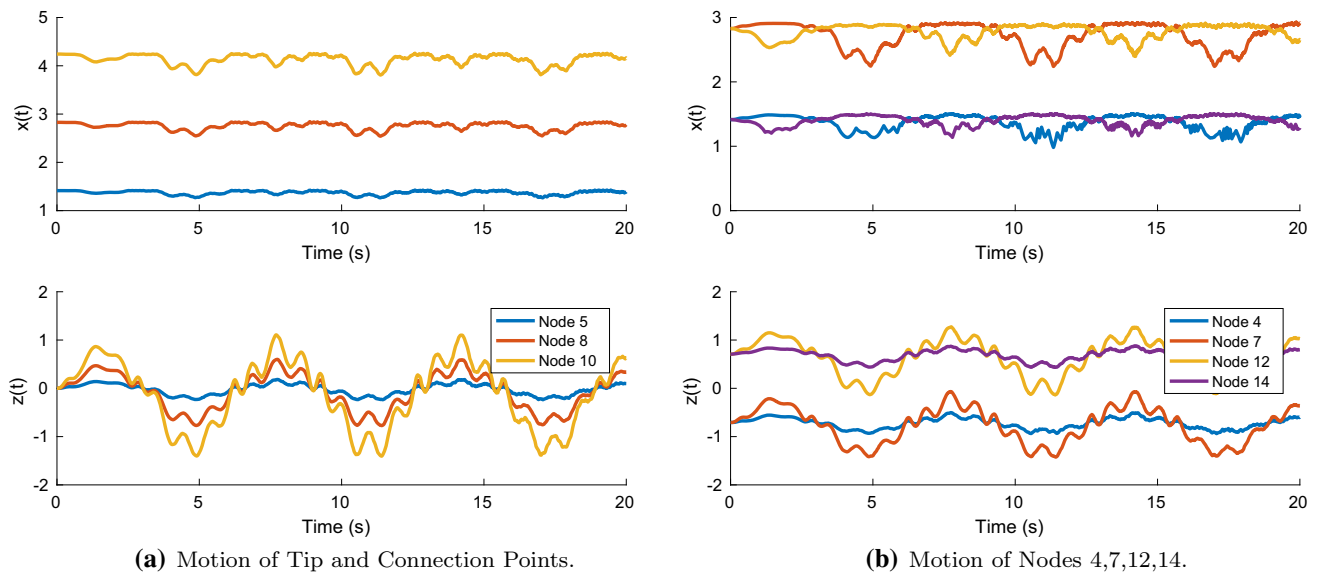 5
4
3
2
1
x(t)
0
5
10
15
20
Time (s)
3
2
1
0
x(t)
0
5
10
15
20
Time (s)
2
1
0
-1
-2
z(t)
Node 5
Node 8
Node 10
0
5
10
15
20
Time (s)
2
1
0
-1
-2
z(t)
Node 4
Node 7
Node 12
Node 14
0
5
10
15
20
Time (s)
(a) Motion of Tip and Connection Points.
(b) Motion of Nodes 4,7,12,14.